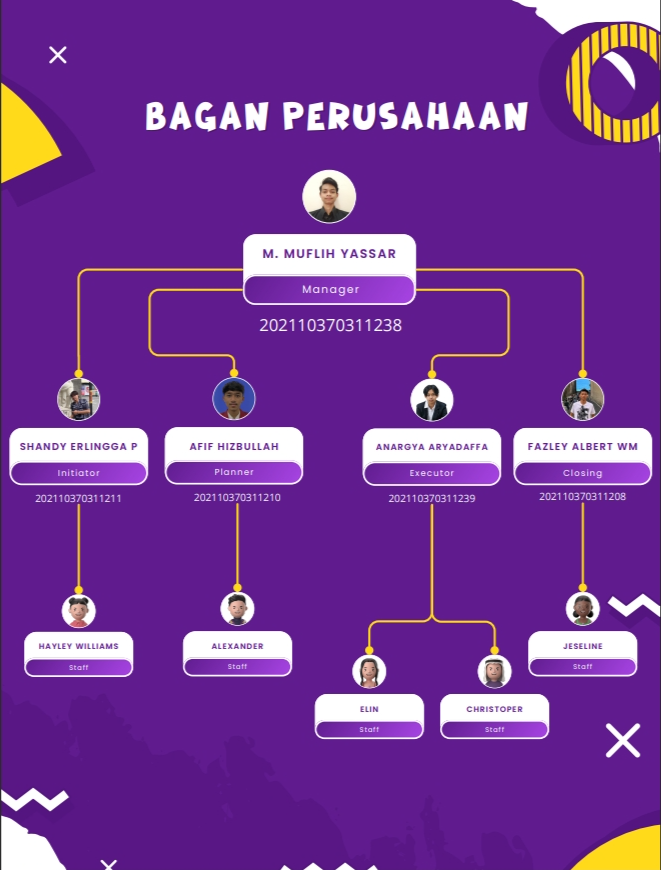 BAGAN PERUSAHAAN
M. MUFLIH YASSAR
Manager
202110370311238
SHANDY ERLINGGA P
Initiator
202110370311211
AFIF HIZBULLAH
Planner
202110370311210
ANARGYA ARYADAFFA
Executor
202110370311239
FAZLEY ALBERT WM
Closing
202110370311208
HAYLEY WILLIAMS
Staff
ALEXANDER
Staff
JESELINE
Staff
ELIN
Staff
CHRISTOPER
Staff